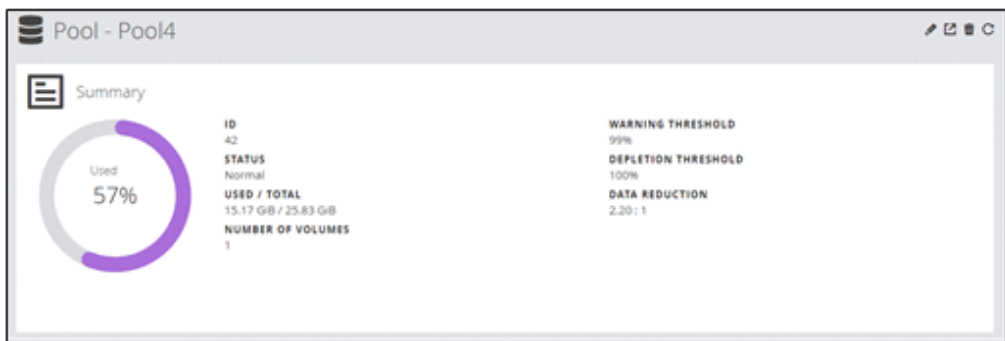 Pool - Pool4
Summary
Used
57%
ID
42
STATUS
Normal
USED / TOTAL
15.17 GiB / 25.83 GiB
NUMBER OF VOLUMES
1
WARNING THRESHOLD
99%
DEPLETION THRESHOLD
100%
DATA REDUCTION
2.20 : 1